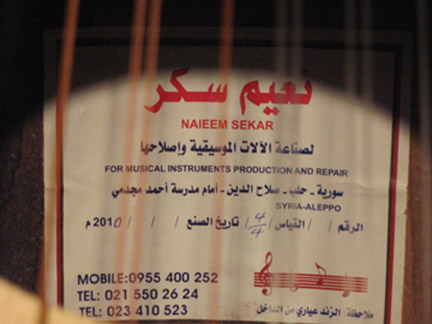 نعيم سكر
NAIEEM SEKAR
لصناعة الآلات الموسيقية وإصلاحها
FOR MUSICAL INSTRUMENTS PRODUCTION AND REPAIR
سورية - حلب - صلاح الدين - أمام مدرسة أحمد مجدمي
SYRIA-ALEPPO
الرقم / / القياس / 4/4 / تاريخ الصنع / / / 2010 م
MOBILE:0955 400 252
TEL: 021 550 26 24
TEL: 023 410 523
ملاحظة: الزند عياري من الداخل